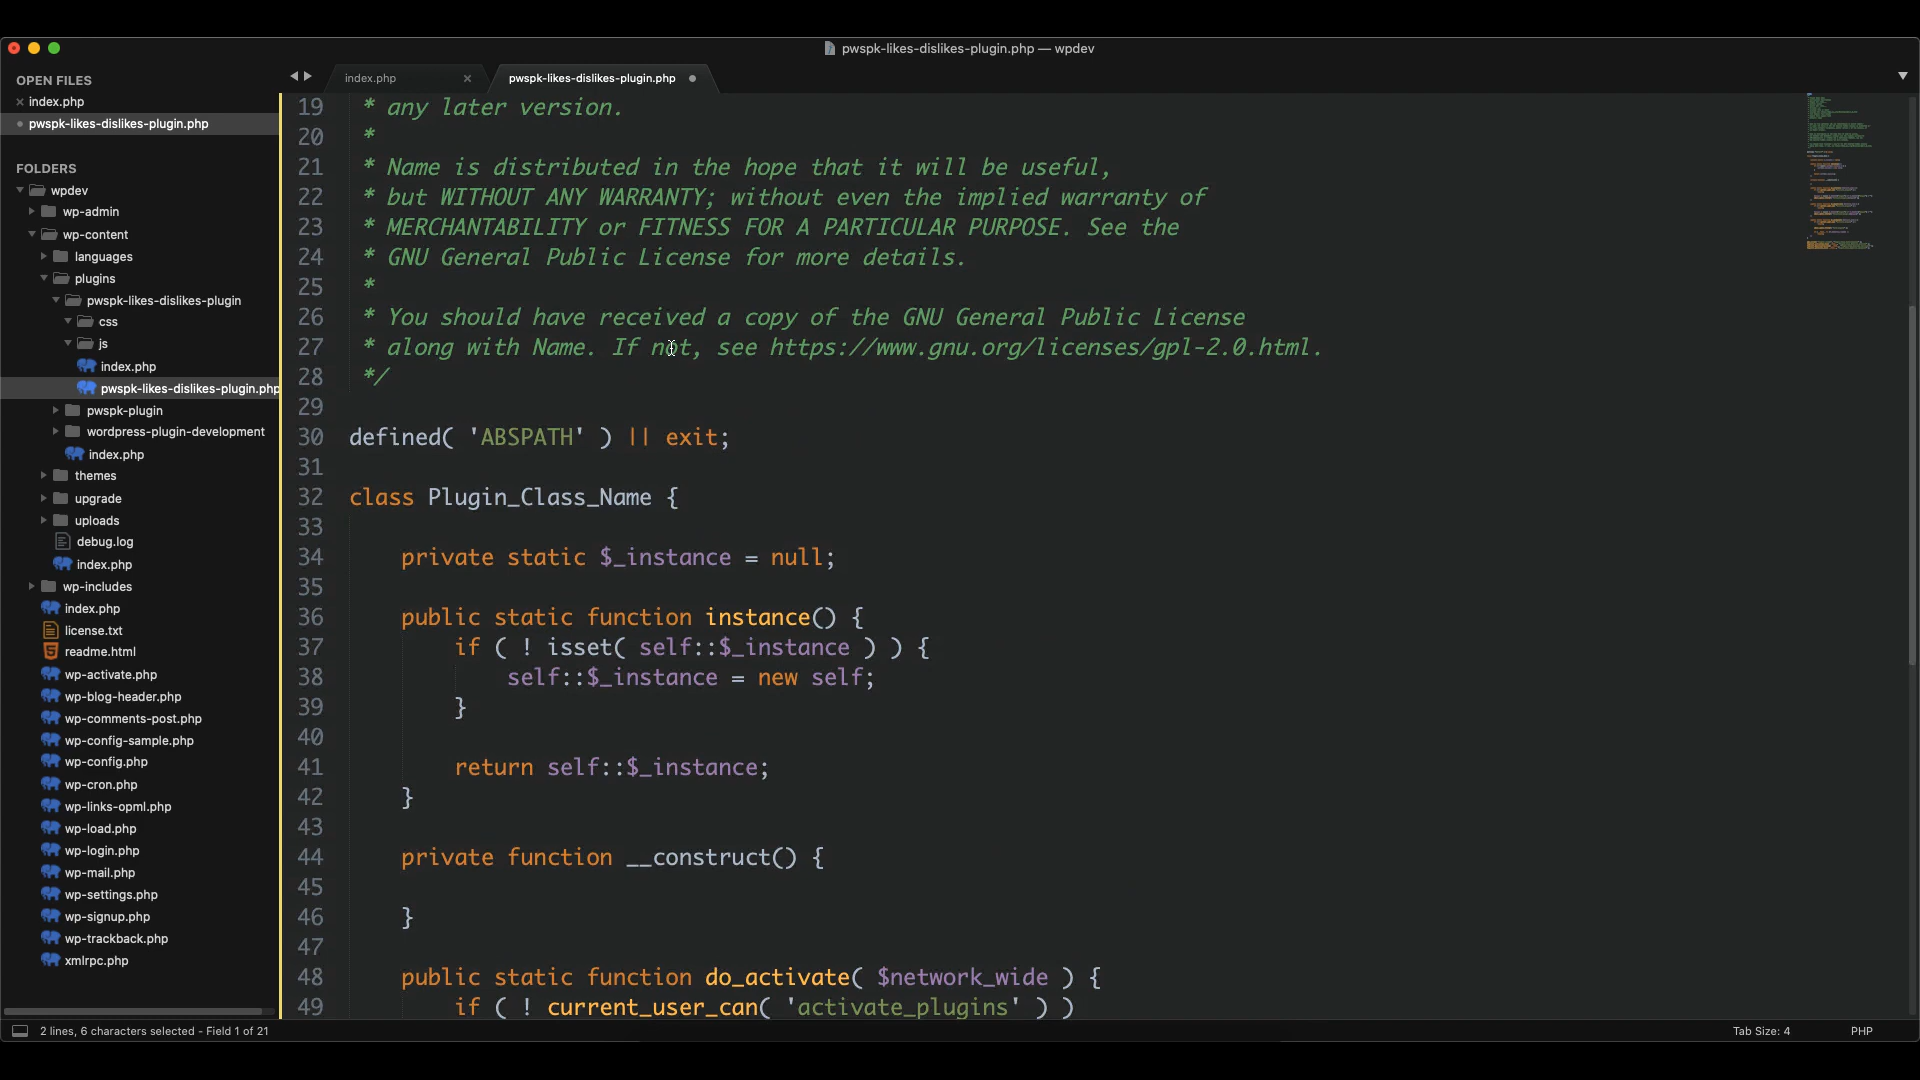 pwspk-likes-dislikes-plugin.php — wpdev
OPEN FILES
index.php
pwspk-likes-dislikes-plugin.php
FOLDERS
wpdev
wp-admin
wp-content
languages
plugins
pwspk-likes-dislikes-plugin
css
js
index.php
pwspk-likes-dislikes-plugin.php
pwspk-plugin
wordpress-plugin-development
index.php
themes
upgrade
uploads
debug.log
index.php
wp-includes
index.php
license.txt
readme.html
wp-activate.php
wp-blog-header.php
wp-comments-post.php
wp-config-sample.php
wp-config.php
wp-cron.php
wp-links-opml.php
wp-load.php
wp-login.php
wp-mail.php
wp-settings.php
wp-signup.php
wp-trackback.php
xmlrpc.php
index.php
pwspk-likes-dislikes-plugin.php
19 * any later version.
20 *
21 * Name is distributed in the hope that it will be useful,
22 * but WITHOUT ANY WARRANTY; without even the implied warranty of
23 * MERCHANTABILITY or FITNESS FOR A PARTICULAR PURPOSE. See the
24 * GNU General Public License for more details.
25 *
26 * You should have received a copy of the GNU General Public License
27 * along with Name. If not, see https://www.gnu.org/licenses/gpl-2.0.html.
28 */
29
30 defined( 'ABSPATH' ) || exit;
31
32 class Plugin_Class_Name {
33
34 private static $_instance = null;
35
36 public static function instance() {
37 if ( ! isset( self::$_instance ) ) {
38 self::$_instance = new self;
39 }
40
41 return self::$_instance;
42 }
43
44 private function __construct() {
45
46 }
47
48 public static function do_activate( $network_wide ) {
49 if ( ! current_user_can( 'activate_plugins' ) )
2 lines, 6 characters selected - Field 1 of 21
Tab Size: 4
PHP